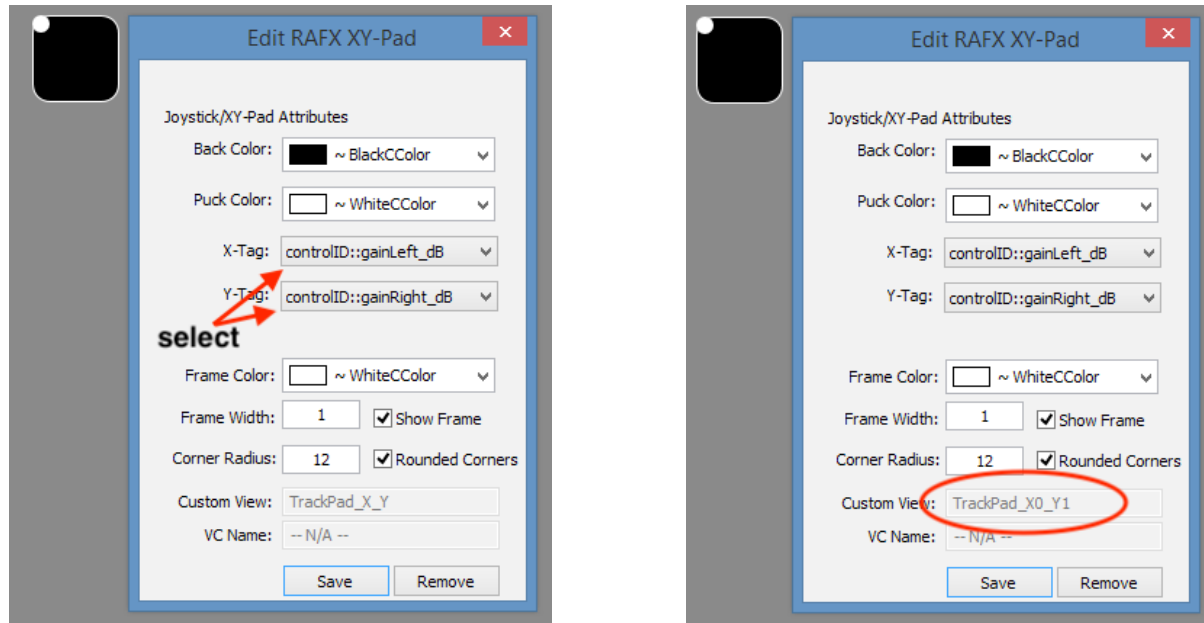 Edit RAFX XY-Pad
×
Joystick/XY-Pad Attributes
Back Color: ~ BlackCColor
Puck Color: ~ WhiteCColor
X-Tag: controlID::gainLeft_dB
Y-Tag: controlID::gainRight_dB
select
Frame Color: ~ WhiteCColor
Frame Width: 1 Show Frame
Corner Radius: 12 Rounded Corners
Custom View: TrackPad_X_Y
VC Name: -- N/A --
Save Remove
Edit RAFX XY-Pad
×
Joystick/XY-Pad Attributes
Back Color: ~ BlackCColor
Puck Color: ~ WhiteCColor
X-Tag: controlID::gainLeft_dB
Y-Tag: controlID::gainRight_dB
Frame Color: ~ WhiteCColor
Frame Width: 1 Show Frame
Corner Radius: 12 Rounded Corners
Custom View: TrackPad_X0_Y1
VC Name: -- N/A --
Save Remove